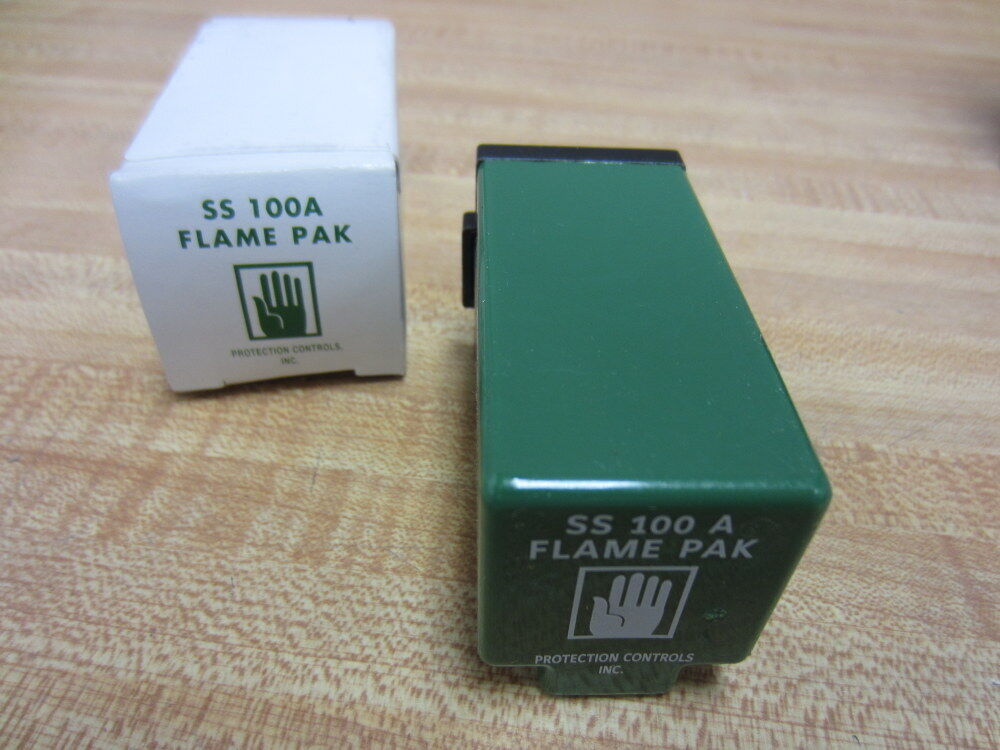 SS 100A
FLAME PAK
PROTECTION CONTROLS,
INC.
SS 100 A
FLAME PAK
PROTECTION CONTROLS
INC.